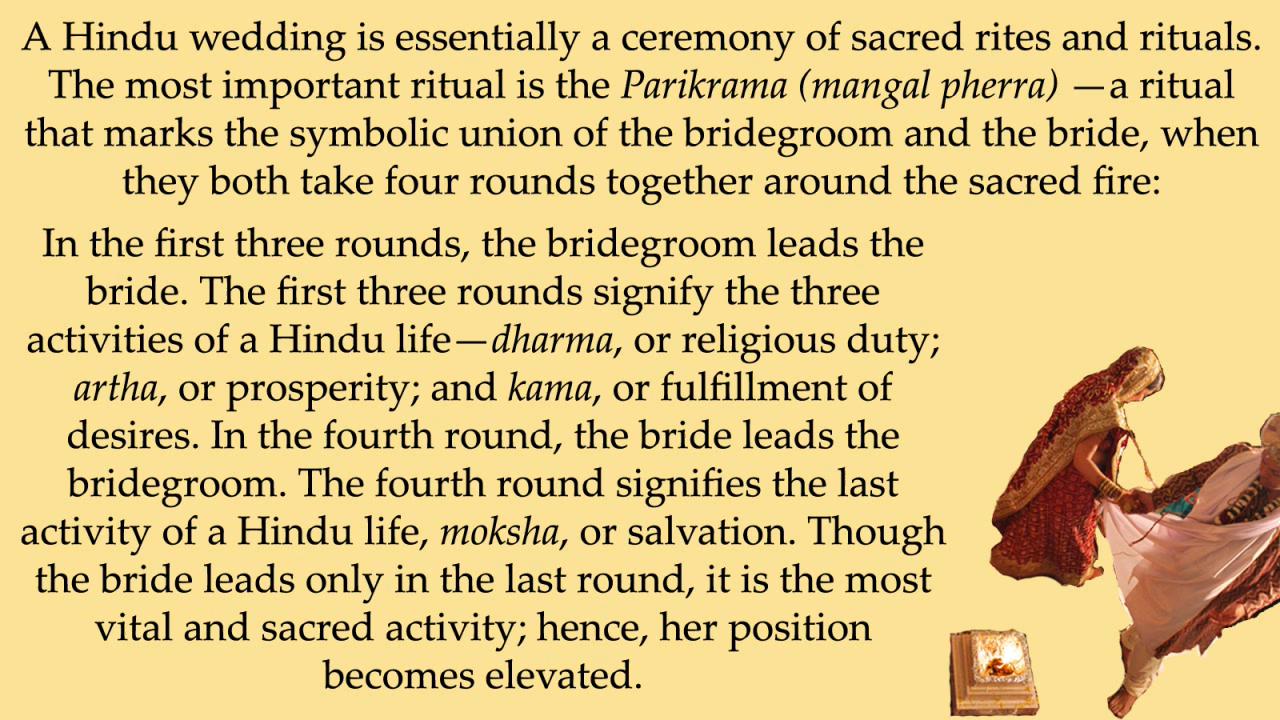 A Hindu wedding is essentially a ceremony of sacred rites and rituals.
The most important ritual is the Parikrama (mangal pherra) —a ritual
that marks the symbolic union of the bridegroom and the bride, when
they both take four rounds together around the sacred fire:
In the first three rounds, the bridegroom leads the
bride. The first three rounds signify the three
activities of a Hindu life—dharma, or religious duty;
artha, or prosperity; and kama, or fulfillment of
desires. In the fourth round, the bride leads the
bridegroom. The fourth round signifies the last
activity of a Hindu life, moksha, or salvation. Though
the bride leads only in the last round, it is the most
vital and sacred activity; hence, her position
becomes elevated.